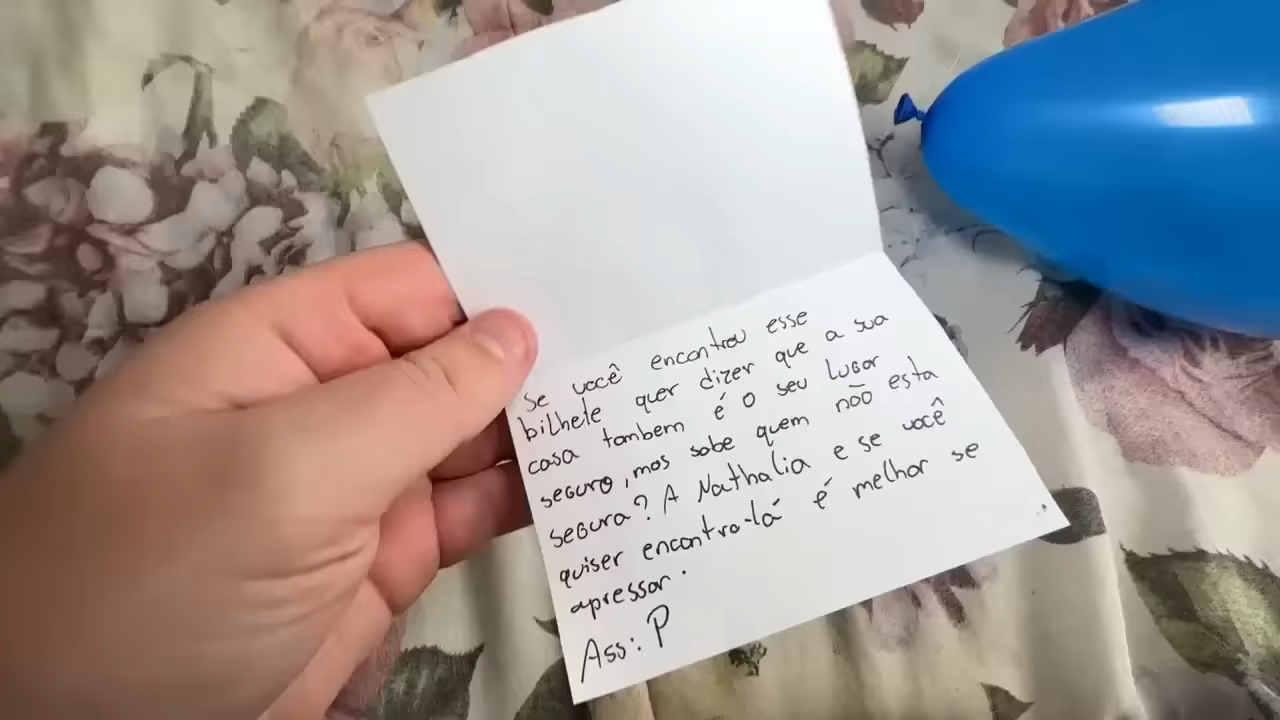 Se você encontrou esse
bilhete quer dizer que a sua
casa tambem é o seu lugar
seguro, mas sabe quem não esta
segura? A Nathalia e se você
quiser encontra-lá é melhor se
apressar.
Ass: P